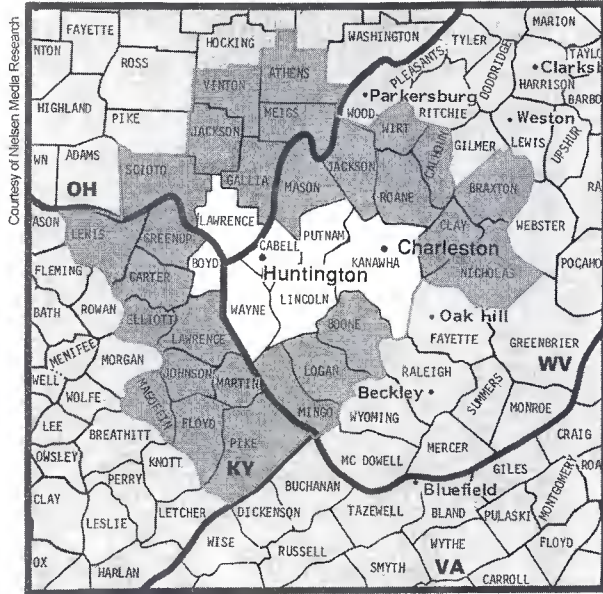 Courtesy of Nielsen Media Research
FAYETTE
HOCKING
WASHINGTON
TYLER
MARION
NTON
ROSS
VINTON
ATHENS
PLEASANTS
DODDRIDGE
TAYLO
Clarksb
HARRISON
BARBO
HIGHLAND
PIKE
JACKSON
MEIGS
Parkersburg
WOOD
RITCHIE
WIRT
Weston
LEWIS
UPSHUR
CALHOUN
GILMER
WN
ADAMS
OH
SCIOTO
GALLIA
MASON
JACKSON
ROANE
BRAXTON
RA
LAWRENCE
ASON
LEWIS
GREENUP
BOYD
CABELL
PUTNAM
KANAWHA
Charleston
CLAY
WEBSTER
FLEMING
CARTER
Huntington
NICHOLAS
POCAHO
BATH
ROWAN
ELLIOTT
WAYNE
LINCOLN
BOONE
Oak hill
FAYETTE
GREENBRIER
MENIFEE
MORGAN
LAWRENCE
LOGAN
RALEIGH
WV
WELL
WOLFE
MAGOFFIN
JOHNSON
MARTIN
MINGO
Beckley
WYOMING
SUMMERS
MONROE
LEE
BREATHITT
FLOYD
PIKE
CRAIG
OWSLEY
KNOTT
KY
MC DOWELL
MERCER
GILES
ROA
PERRY
BUCHANAN
Bluefield
MONTGOMERY
CLAY
LESLIE
LETCHER
DICKENSON
TAZEWELL
BLAND
PULASKI
WISE
RUSSELL
WYTHE
FLOYD
OX
HARLAN
SMYTH
VA
CARROLL